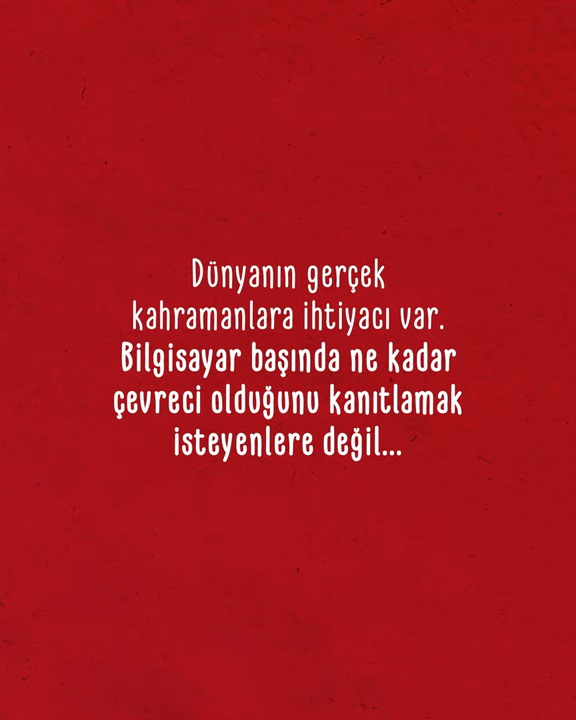 Dünyanın gerçek
kahramanlara ihtiyacı var.
Bilgisayar başında ne kadar
çevreci olduğunu kanıtlamak
isteyenlere değil...